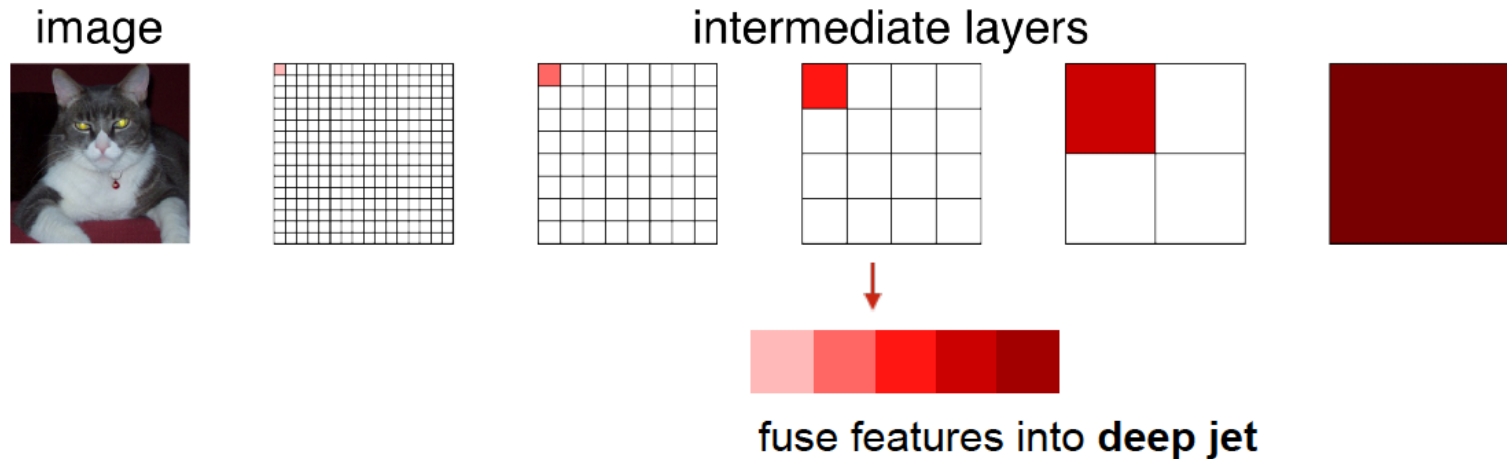 image
intermediate layers
fuse features into deep jet